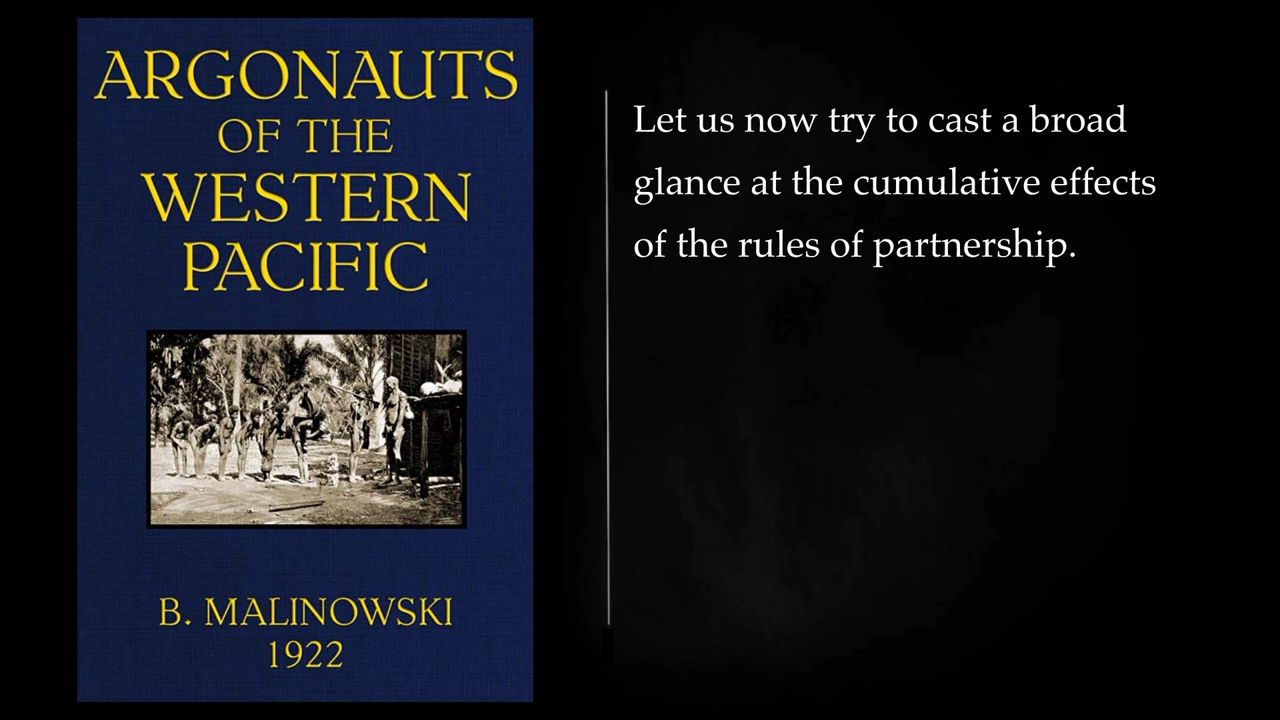 ARGONAUTS
OF THE
WESTERN
PACIFIC
B. MALINOWSKI
1922
Let us now try to cast a broad
glance at the cumulative effects
of the rules of partnership.